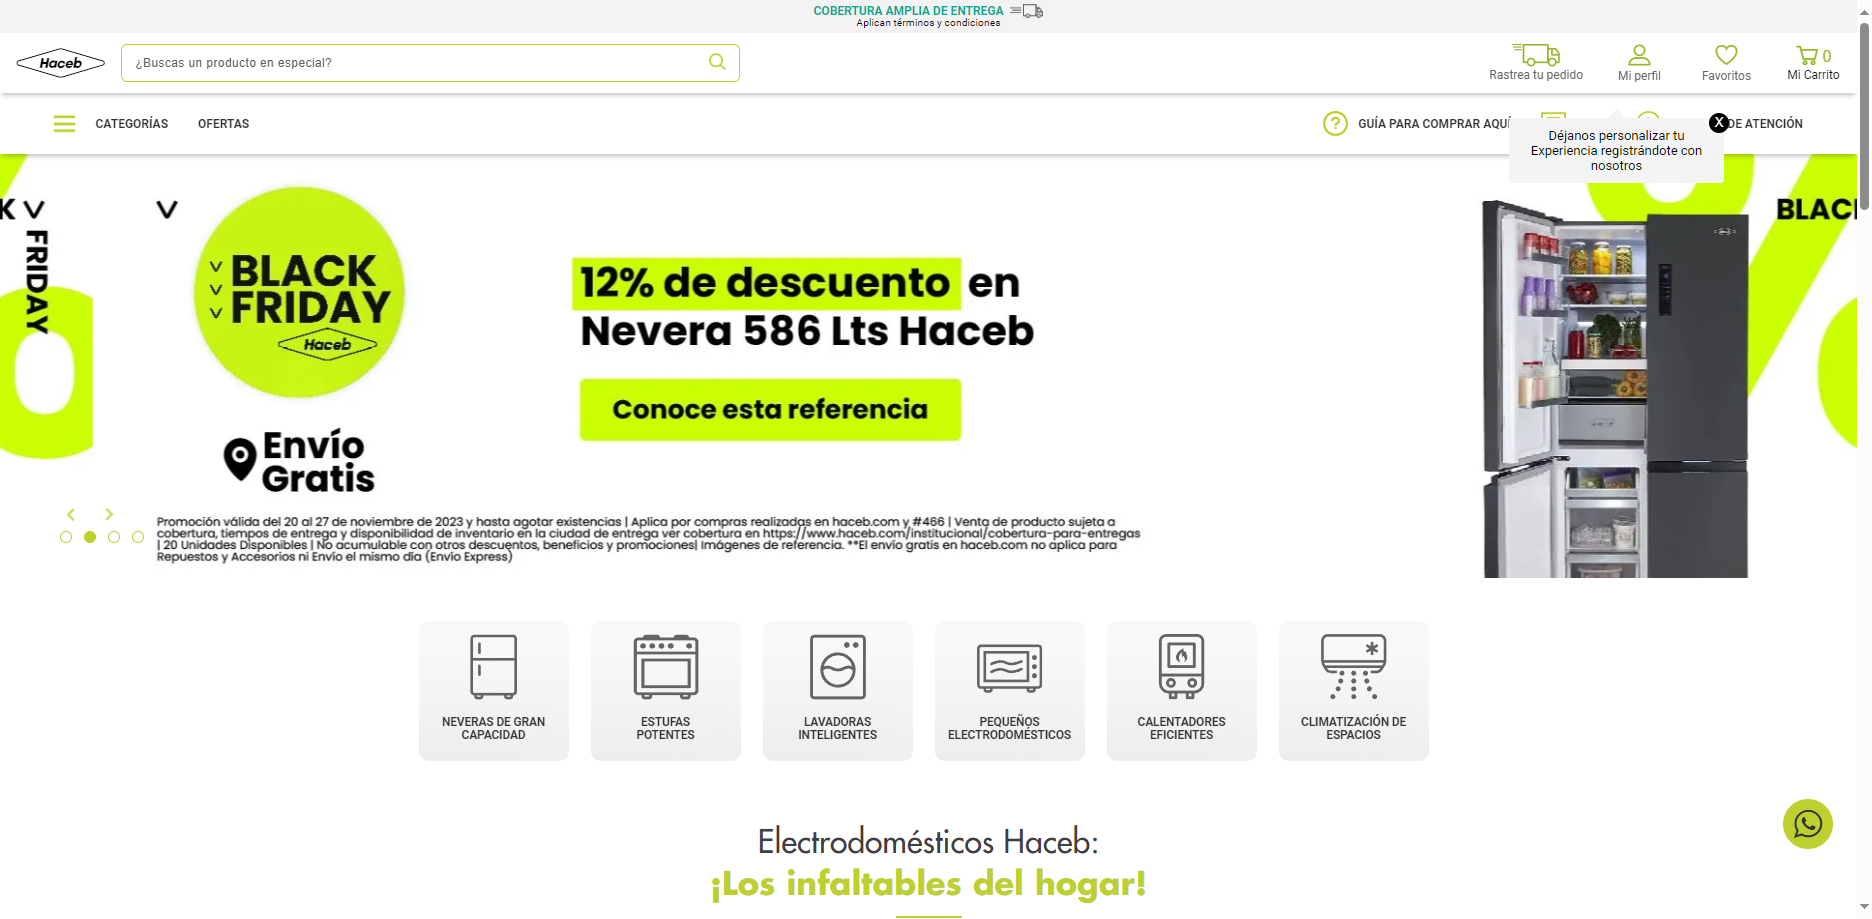 COBERTURA AMPLIA DE ENTREGA
Aplican términos y condiciones
Haceb
¿Buscas un producto en especial?
Rastrea tu pedido
Mi perfil
Favoritos
0
Mi Carrito
CATEGORÍAS
OFERTAS
GUÍA PARA COMPRAR AQUÍ
DE ATENCIÓN
X
Déjanos personalizar tu
Experiencia registrándote con
nosotros
FRIDAY
BLACK
FRIDAY
Haceb
Envío
Gratis
12% de descuento en
Nevera 586 Lts Haceb
Conoce esta referencia
Promoción válida del 20 al 27 de noviembre de 2023 y hasta agotar existencias | Aplica por compras realizadas en haceb.com y #466 | Venta de producto sujeta a
cobertura, tiempos de entrega y disponibilidad de inventario en la ciudad de entrega ver cobertura en https://www.haceb.com/institucional/cobertura-para-entregas
| 20 Unidades Disponibles | No acumulable con otros descuentos, beneficios y promociones| Imágenes de referencia. **El envío gratis en haceb.com no aplica para
Repuestos y Accesorios ni Envío el mismo día (Envío Express)
NEVERAS DE GRAN
CAPACIDAD
ESTUFAS
POTENTES
LAVADORAS
INTELIGENTES
PEQUEÑOS
ELECTRODOMÉSTICOS
CALENTADORES
EFICIENTES
CLIMATIZACIÓN DE
ESPACIOS
Electrodomésticos Haceb:
¡Los infaltables del hogar!